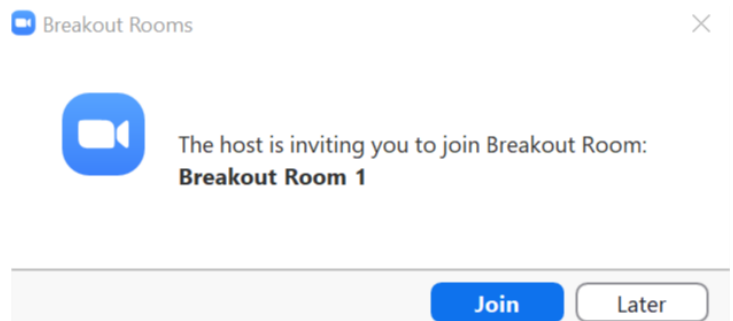 Breakout Rooms
The host is inviting you to join Breakout Room:
Breakout Room 1
Join
Later